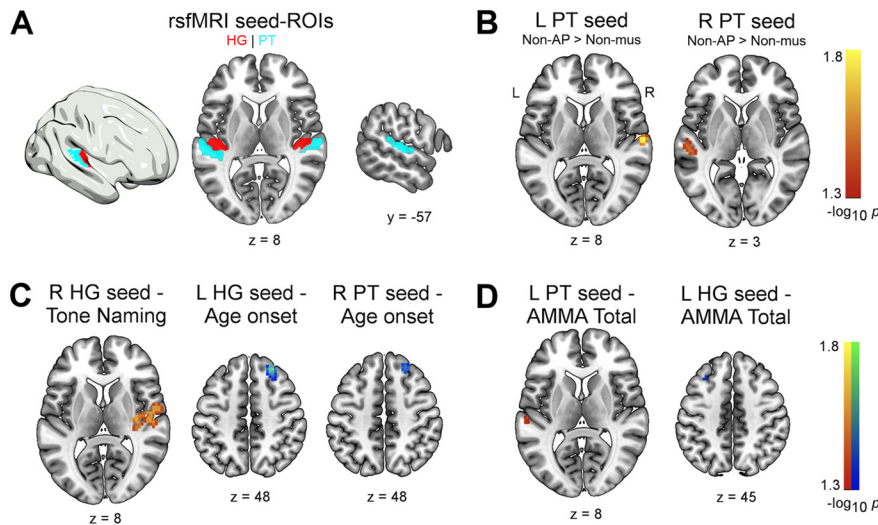 A
rsfMRI seed-ROIs
HG | PT
y = -57
z = 8
B
L PT seed
Non-AP > Non-mus
R PT seed
Non-AP > Non-mus
L
R
1.8
1.3
-log10 p
z = 8
z = 3
C
R HG seed -
Tone Naming
L HG seed -
Age onset
R PT seed -
Age onset
z = 8
z = 48
z = 48
D
L PT seed -
AMMA Total
L HG seed -
AMMA Total
1.8
1.3
-log10 p
z = 8
z = 45